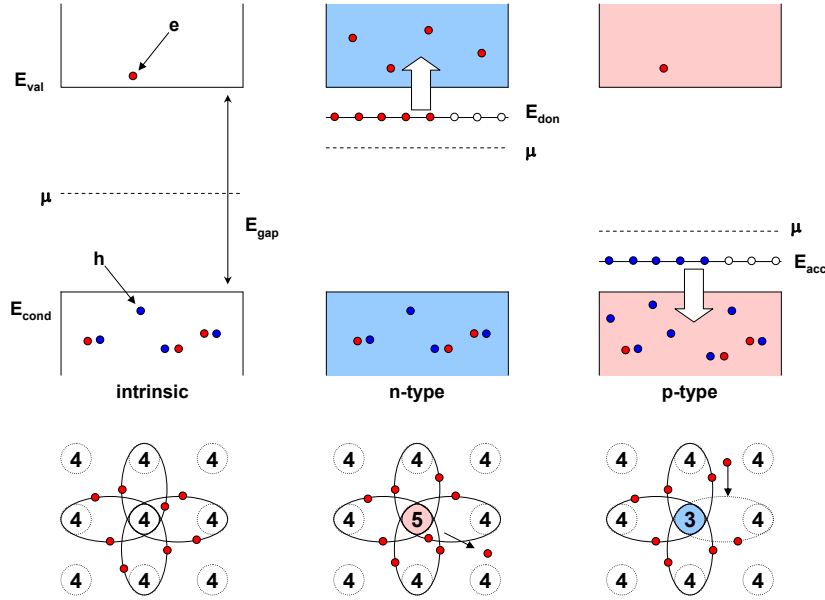 e
E_val
E_don
μ
μ
μ
E_gap
h
E_acc
E_cond
intrinsic n-type p-type
4 4 4 4 4 4 4 4 4
4 4 4 4 5 4 4 4 4
4 4 4 4 3 4 4 4 4